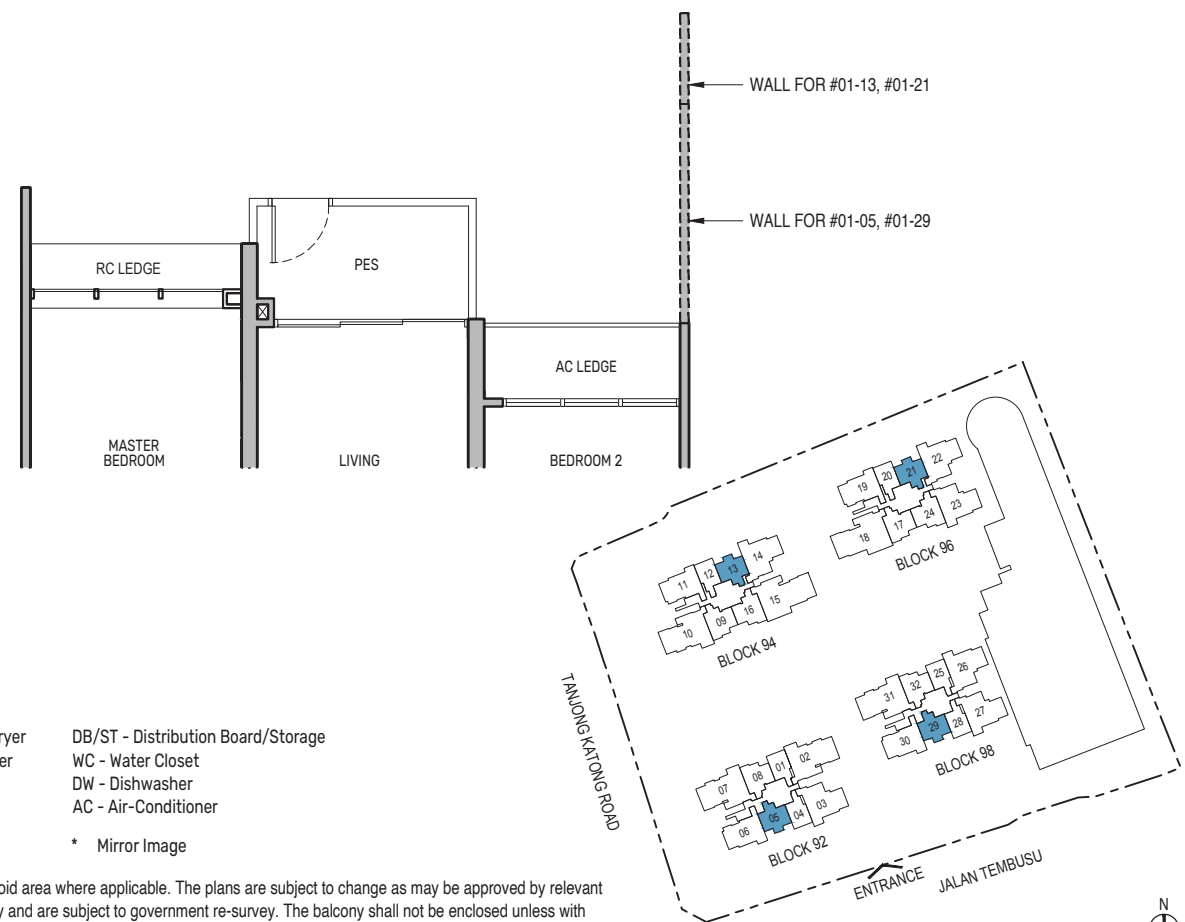 WALL FOR #01-13, #01-21
WALL FOR #01-05, #01-29
RC LEDGE
PES
AC LEDGE
MASTER
BEDROOM
LIVING
BEDROOM 2
22
21
20
19
23
24
17
18
BLOCK 96
14
13
12
11
15
16
09
10
BLOCK 94
26
25
32
31
27
28
29
30
BLOCK 98
02
01
08
07
03
04
05
06
BLOCK 92
TANJONG KATONG ROAD
ENTRANCE
JALAN TEMBUSU
N
DB/ST - Distribution Board/Storage
WC - Water Closet
DW - Dishwasher
AC - Air-Conditioner
* Mirror Image
area where applicable. The plans are subject to change as may be approved by relevant
and are subject to government re-survey. The balcony shall not be enclosed unless with